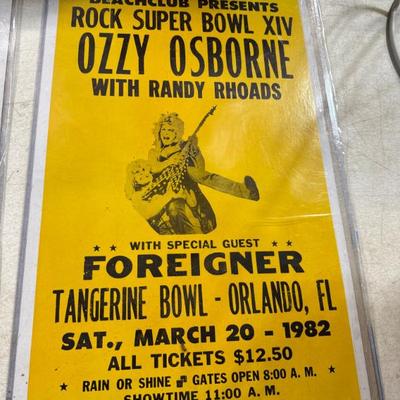 BEACHCLUB PRESENTS
ROCK SUPER BOWL XIV
OZZY OSBORNE
WITH RANDY RHOADS
★ ★ WITH SPECIAL GUEST ★ ★
FOREIGNER
TANGERINE BOWL - ORLANDO, FL
SAT., MARCH 20 - 1982
ALL TICKETS $12.50
★ RAIN OR SHINE GATES OPEN 8:00 A. M. ★
SHOWTIME 11:00 A. M.